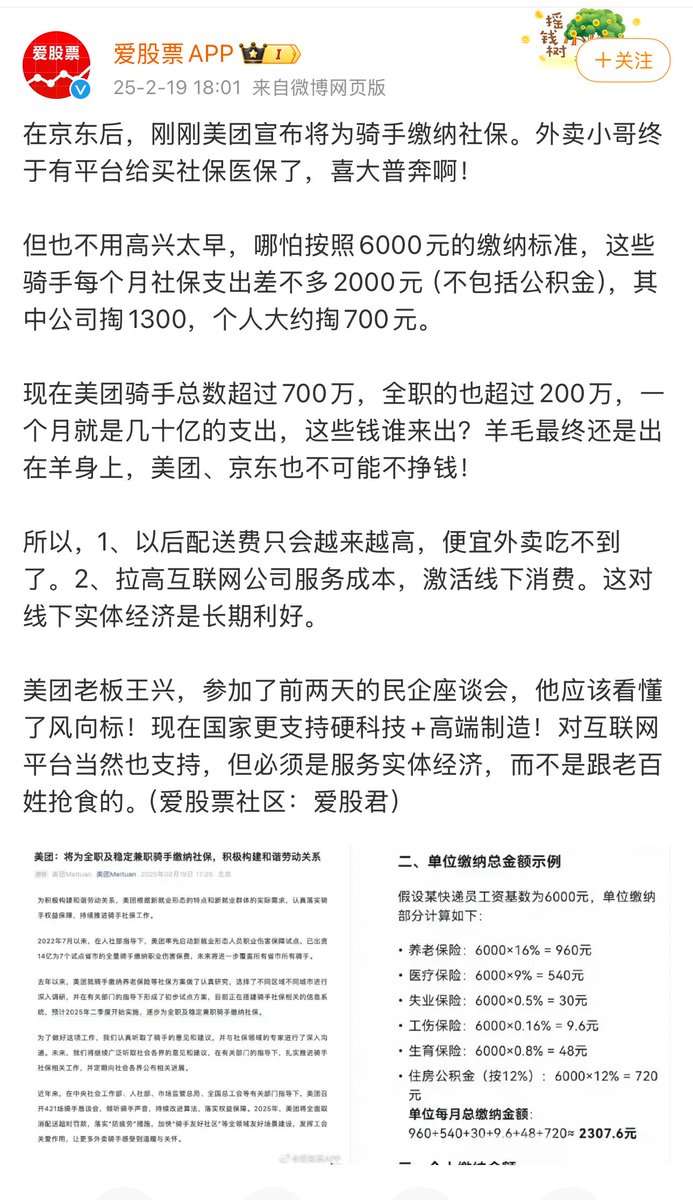 爱股票
爱股票APP
I
摇
钱
树
+关注
25-2-19 18:01 来自微博网页版
在京东后，刚刚美团宣布将为骑手缴纳社保。外卖小哥终
于有平台给买社保医保了，喜大普奔啊！
但也不用高兴太早，哪怕按照6000元的缴纳标准，这些
骑手每个月社保支出差不多2000元（不包括公积金），其
中公司掏1300，个人大约掏700元。
现在美团骑手总数超过700万，全职的也超过200万，一
个月就是几十亿的支出，这些钱谁来出？羊毛最终还是出
在羊身上，美团、京东也不可能不挣钱！
所以，1、以后配送费只会越来越高，便宜外卖吃不到
了。2、拉高互联网公司服务成本，激活线下消费。这对
线下实体经济是长期利好。
美团老板王兴，参加了前两天的民企座谈会，他应该看懂
了风向标！现在国家更支持硬科技＋高端制造！对互联网
平台当然也支持，但必须是服务实体经济，而不是跟老百
姓抢食的。（爱股票社区：爱股君）
美团：将为全职及稳定兼职骑手缴纳社保，积极构建和谐劳动关系
美团Meituan 美团Meituan 2025年02月19日 17:26 北京
为积极构建和谐劳动关系，美团根据新就业形态的特点和新就业群体的实际需求，认真落实骑
手权益保障、持续推进骑手社保工作。
2022年7月以来，在人社部指导下，美团率先启动新就业形态人员职业伤害保障试点，已出资
14亿为7个试点省市的全量骑手缴纳职业伤害保费，未来将进一步覆盖所有省市所有骑手。
去年以来，美团就骑手缴纳养老保险等社保方案做了认真研究，选择了不同区域不同城市进行
深入调研，并在有关部门的指导下形成了初步试点方案，目前正在搭建骑手社保相关的信息系
统，预计2025年二季度开始实施，逐步为全职及稳定兼职骑手缴纳社保。
为了做好这项工作，我们认真听取了骑手的意见和建议，并与社保领域的专家进行了深入沟
通。未来，我们将继续广泛听取社会各界的意见和建议，在有关部门的指导下，扎实推进骑手
社保相关工作，并定期向社会各界公布相关进展。
近年来，在中央社会工作部、人社部、市场监管总局、全国总工会等有关部门指导下，美团召
开421场骑手恳谈会，倾听骑手声音，持续改进算法，落实权益保障。2025年，美团将全面取
消配送超时罚款，落实“防疲劳”措施，加快“骑手友好社区”等全领域友好场景建设，发挥工会
关爱作用，让更多外卖骑手感受到温暖与关怀。
@爱股票APP
二、单位缴纳总金额示例
假设某快递员工资基数为6000元，单位缴纳
部分计算如下：
• 养老保险：6000×16% = 960元
• 医疗保险：6000×9% = 540元
• 失业保险：6000×0.5% = 30元
• 工伤保险：6000×0.16% = 9.6元
• 生育保险：6000×0.8% = 48元
• 住房公积金（按12%）：6000×12% = 720
元
单位每月总缴纳金额：
960+540+30+9.6+48+720≈ 2307.6元